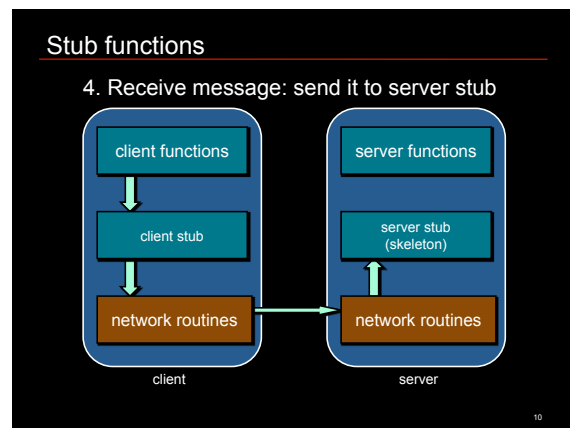 Stub functions
4. Receive message: send it to server stub
client functions
server functions
client stub
server stub
(skeleton)
network routines
network routines
client
server
10